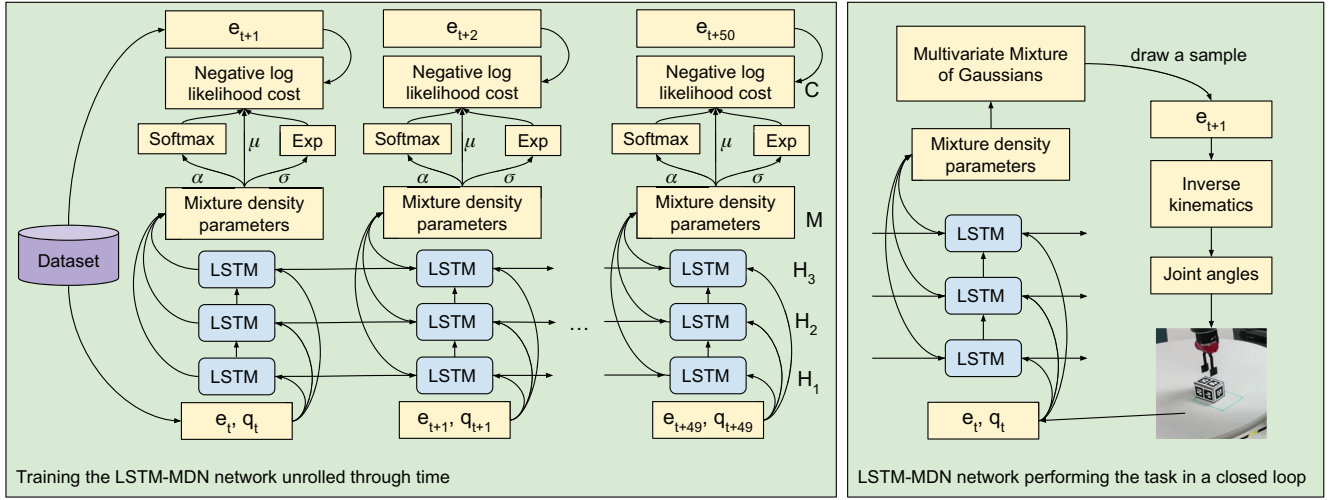 e_{t+1}
e_{t+2}
e_{t+50}
Negative log
likelihood cost
Negative log
likelihood cost
Negative log
likelihood cost
C
Softmax
μ
Exp
Softmax
μ
Exp
Softmax
μ
Exp
α
σ
α
σ
α
σ
Mixture density
parameters
Mixture density
parameters
Mixture density
parameters
M
Dataset
LSTM
LSTM
LSTM
H_3
LSTM
LSTM
...
LSTM
H_2
LSTM
LSTM
LSTM
H_1
e_t, q_t
e_{t+1}, q_{t+1}
e_{t+49}, q_{t+49}
Training the LSTM-MDN network unrolled through time
Multivariate Mixture
of Gaussians
draw a sample
e_{t+1}
Mixture density
parameters
Inverse
kinematics
LSTM
LSTM
LSTM
Joint angles
e_t, q_t
LSTM-MDN network performing the task in a closed loop